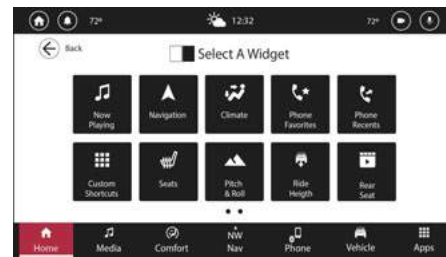 72° 12:32 72°
Back
Select A Widget
Now Playing
Navigation
Climate
Phone Favorites
Phone Recents
Custom Shortcuts
Seats
Pitch & Roll
Ride Heigth
Rear Seat
NW
Home Media Comfort Nav Phone Vehicle Apps